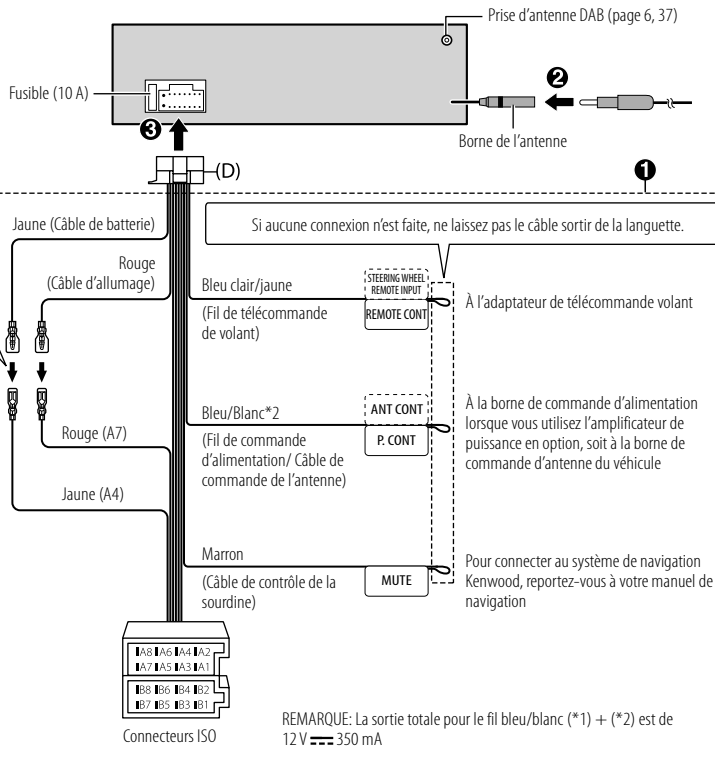 Prise d'antenne DAB (page 6, 37)
Fusible (10 A)
❷
❸
Borne de l'antenne
(D)
❶
Jaune (Câble de batterie)
Si aucune connexion n'est faite, ne laissez pas le câble sortir de la languette.
Rouge
(Câble d'allumage)
Bleu clair/jaune
(Fil de télécommande
de volant)
STEERING WHEEL
REMOTE INPUT
REMOTE CONT
À l'adaptateur de télécommande volant
Bleu/Blanc*2
(Fil de commande
d'alimentation/ Câble de
commande de l'antenne)
ANT CONT
P. CONT
À la borne de commande d'alimentation
lorsque vous utilisez l'amplificateur de
puissance en option, soit à la borne de
commande d'antenne du véhicule
Rouge (A7)
Jaune (A4)
Marron
(Câble de contrôle de la
sourdine)
MUTE
Pour connecter au système de navigation
Kenwood, reportez-vous à votre manuel de
navigation
A8 A6 A4 A2
A7 A5 A3 A1
B8 B6 B4 B2
B7 B5 B3 B1
Connecteurs ISO
REMARQUE: La sortie totale pour le fil bleu/blanc (*1) + (*2) est de
12 V ⎓ 350 mA